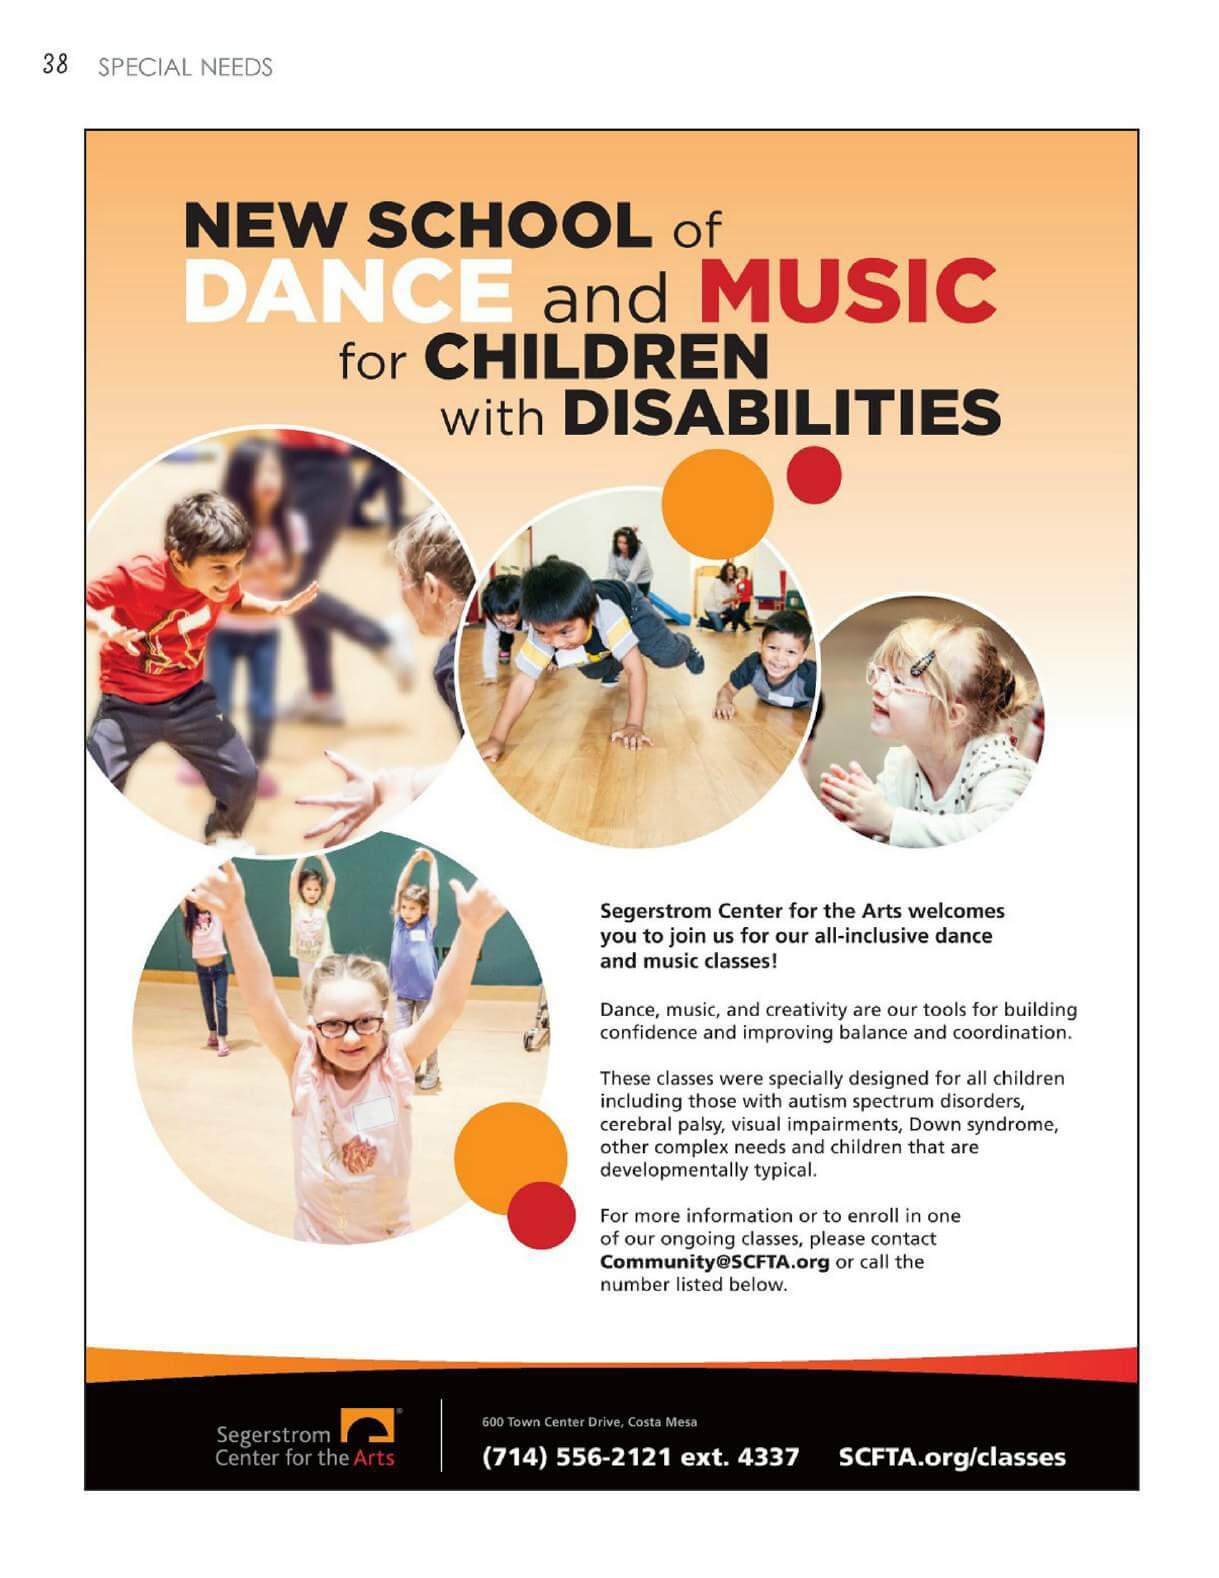 38 SPECIAL NEEDS
NEW SCHOOL of
DANCE and MUSIC
for CHILDREN
with DISABILITIES
Segerstrom Center for the Arts welcomes
you to join us for our all-inclusive dance
and music classes!
Dance, music, and creativity are our tools for building
confidence and improving balance and coordination.
These classes were specially designed for all children
including those with autism spectrum disorders,
cerebral palsy, visual impairments, Down syndrome,
other complex needs and children that are
developmentally typical.
For more information or to enroll in one
of our ongoing classes, please contact
Community@SCFTA.org or call the
number listed below.
Segerstrom ®
Center for the Arts
600 Town Center Drive, Costa Mesa
(714) 556-2121 ext. 4337 SCFTA.org/classes